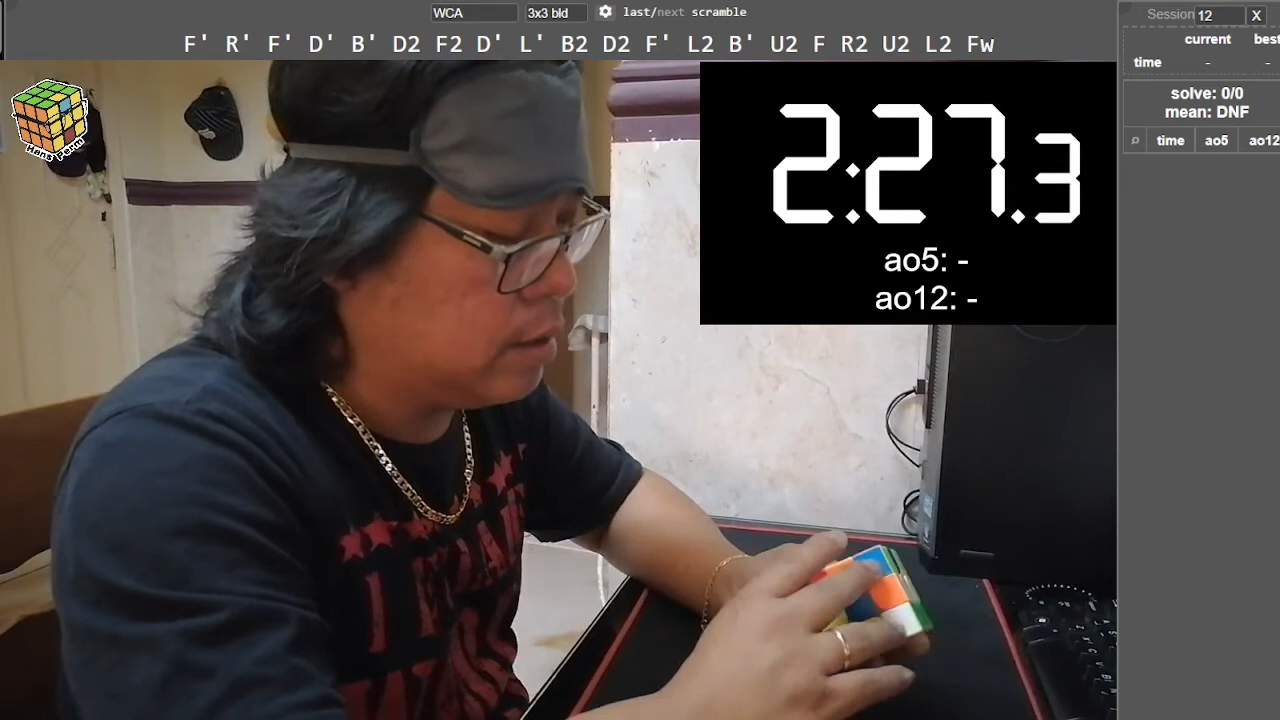 WCA 3x3 bld last/next scramble
F' R' F' D' B' D2 F2 D' L' B2 D2 F' L2 B' U2 F R2 U2 L2 Fw
Session 12 X
current best
time - -
solve: 0/0
mean: DNF
time ao5 ao12
2:27.3
ao5: -
ao12: -
Hans Perm